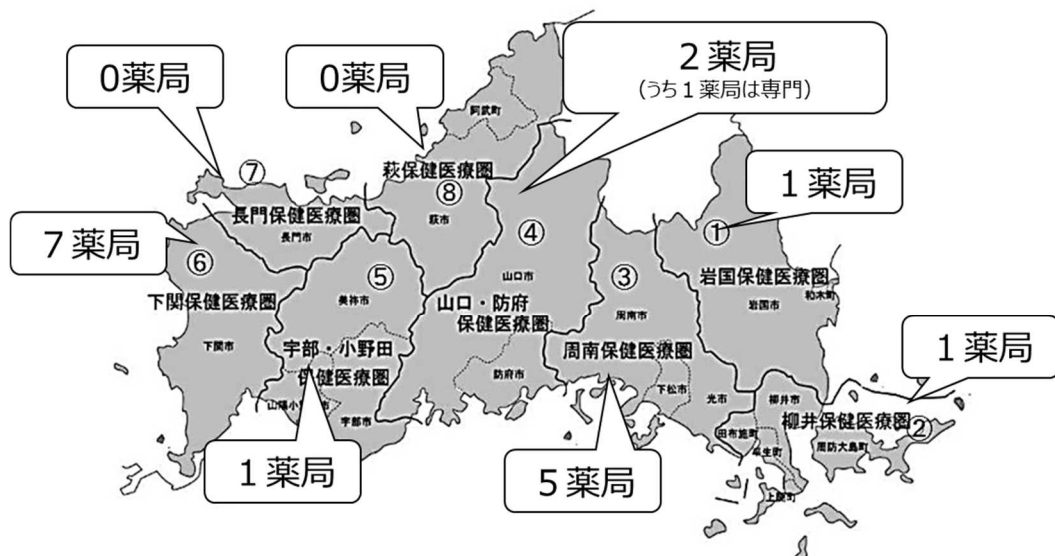 ０薬局
０薬局
２薬局
（うち１薬局は専門）
阿武町
⑦
萩保健医療圏
⑧
萩市
１薬局
①
長門保健医療圏
長門市
７薬局
⑥
⑤
④
③
下関保健医療圏
美祢市
山口市
岩国保健医療圏
和木町
岩国市
山口・防府
保健医療圏
周南市
下関市
宇部・小野田
保健医療圏
防府市
周南保健医療圏
１薬局
下松市
光市
柳井市
山陽小
市
宇部市
柳井保健医療圏
②
田布施町
平生町
周防大島町
１薬局
５薬局
上関町